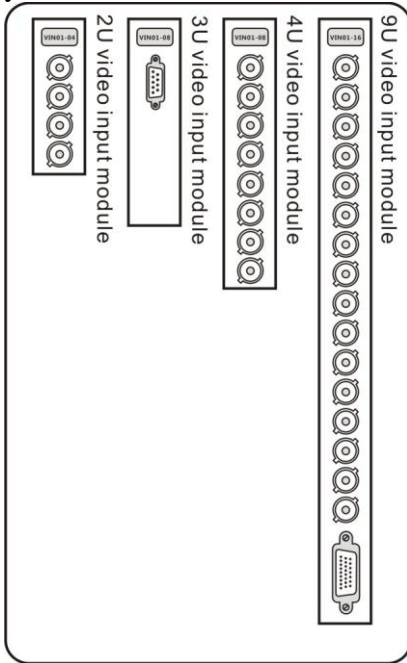 VIN01-04
2U video input module
VIN01-08
3U video input module
VIN01-08
4U video input module
VIN01-16
9U video input module